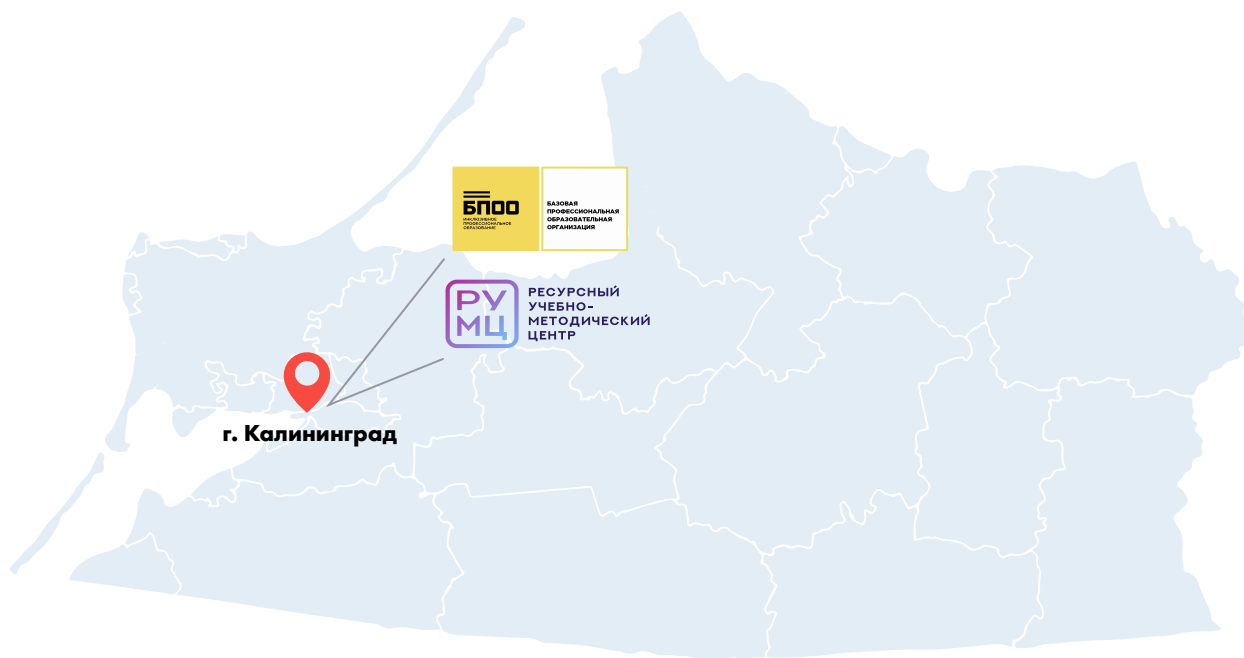 БПОО
ИНКЛЮЗИВНОЕ
ПРОФЕССИОНАЛЬНОЕ
ОБРАЗОВАНИЕ
БАЗОВАЯ
ПРОФЕССИОНАЛЬНАЯ
ОБРАЗОВАТЕЛЬНАЯ
ОРГАНИЗАЦИЯ
РУ
МЦ
РЕСУРСНЫЙ
УЧЕБНО-
МЕТОДИЧЕСКИЙ
ЦЕНТР
г. Калининград